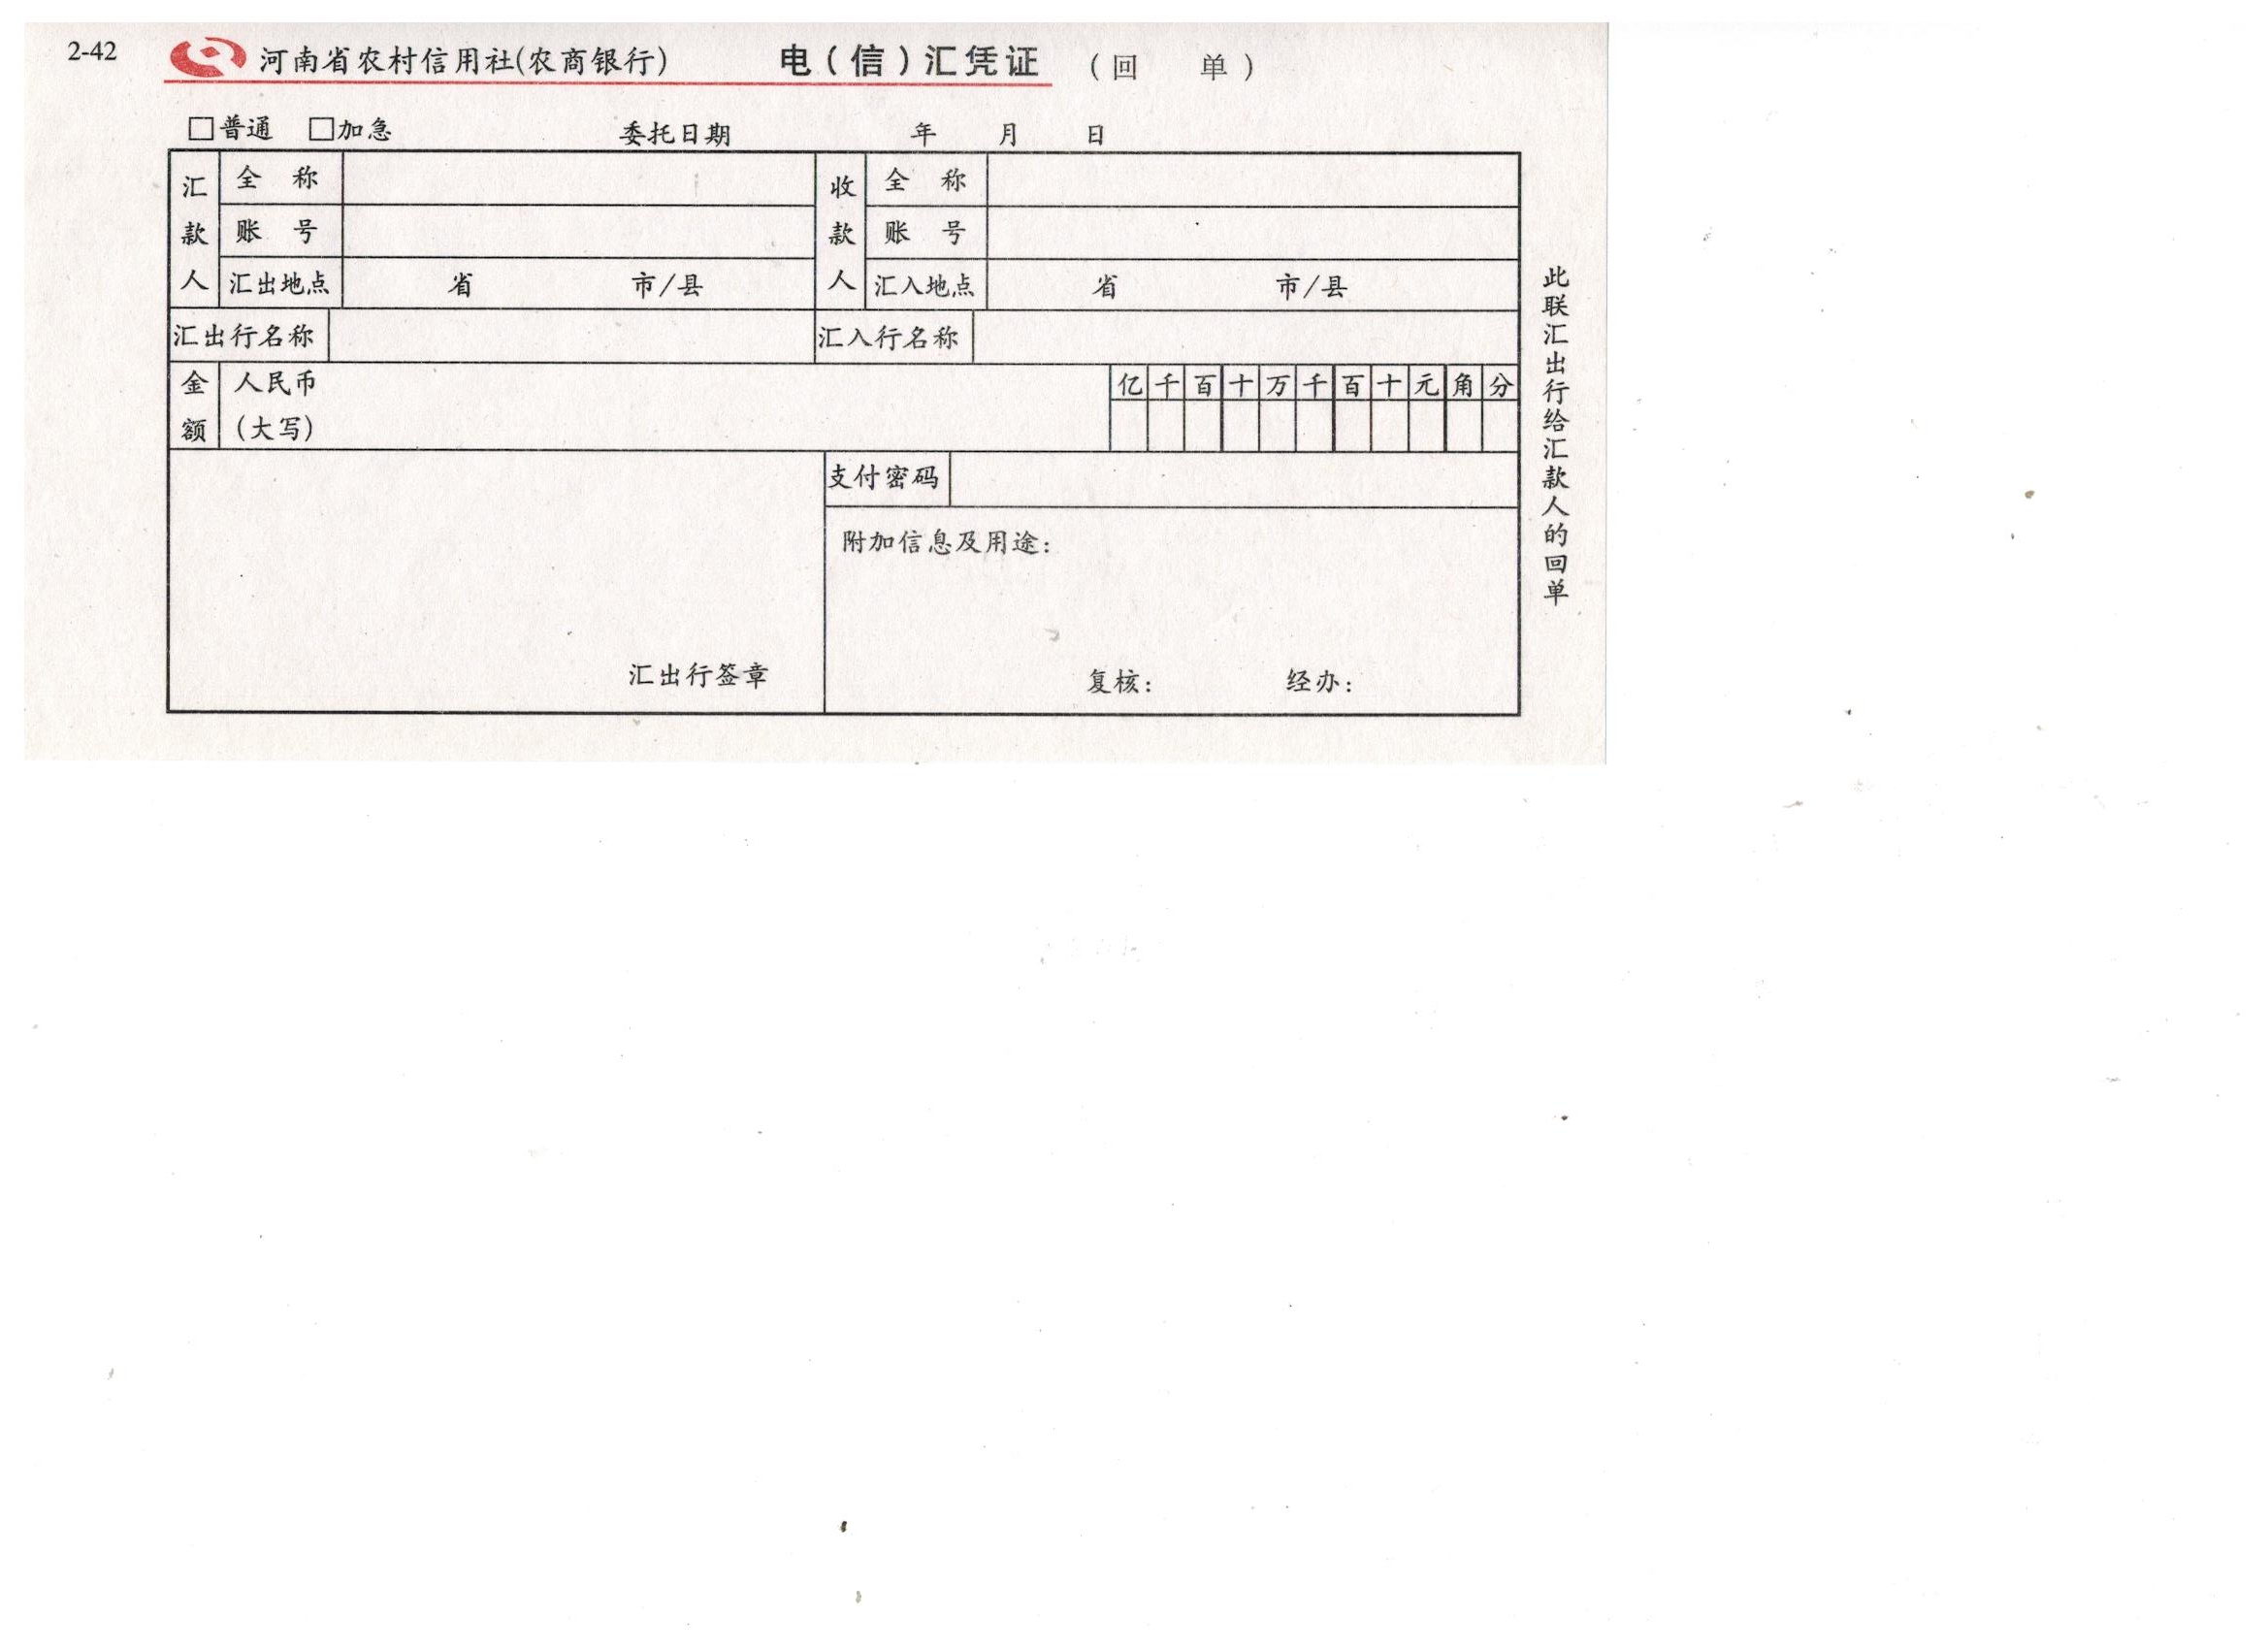 2-42 河南省农村信用社(农商银行) 电(信)汇凭证 (回 单)
□普通 □加急 委托日期 年 月 日
汇款人 全 称 收款人 全 称
账 号 账 号
汇出地点 省 市/县 汇入地点 省 市/县
汇出行名称 汇入行名称
金额 人民币 亿 千 百 十 万 千 百 十 元 角 分
(大写)
支付密码
附加信息及用途:
汇出行签章 复核: 经办:
此联汇出行给汇款人的回单